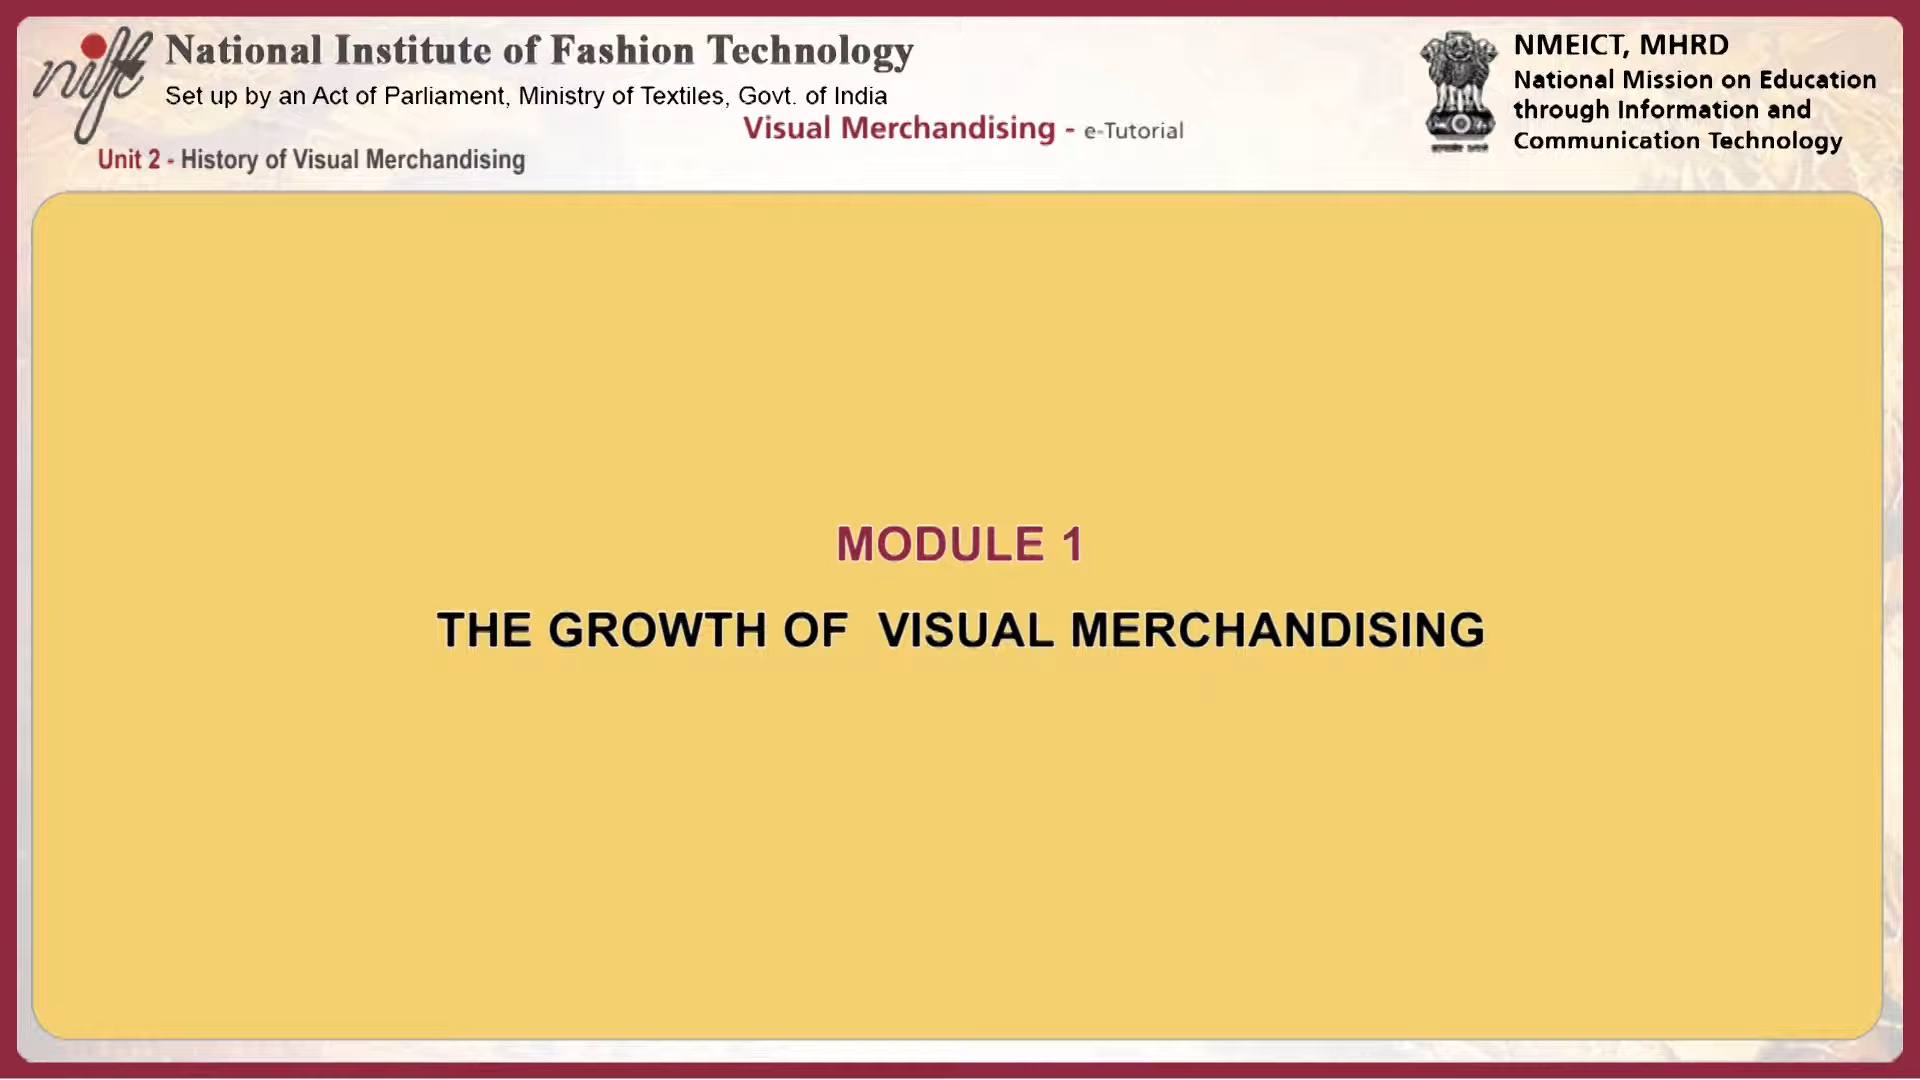 nift
National Institute of Fashion Technology
Set up by an Act of Parliament, Ministry of Textiles, Govt. of India
Visual Merchandising - e-Tutorial
Unit 2 - History of Visual Merchandising
NMEICT, MHRD
National Mission on Education
through Information and
Communication Technology
MODULE 1
THE GROWTH OF VISUAL MERCHANDISING